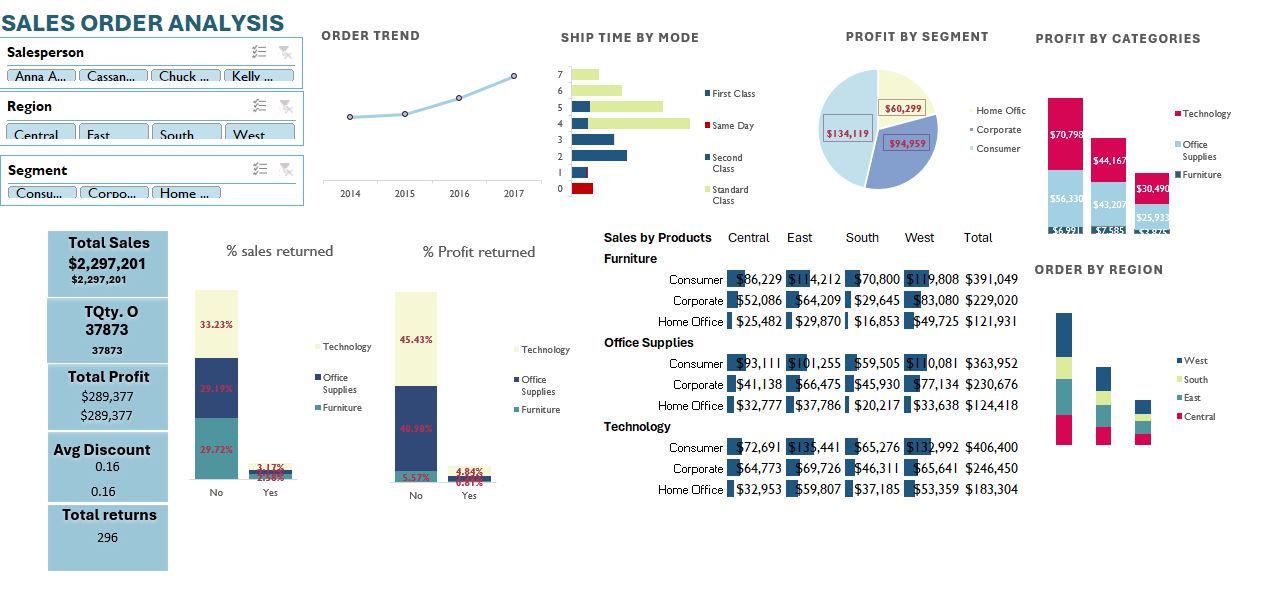 SALES ORDER ANALYSIS
Salesperson
Anna A... Cassan... Chuck ... Kelly ...
Region
Central East South West
Segment
Consu... Corpo... Home ...
ORDER TREND
2014 2015 2016 2017
SHIP TIME BY MODE
7
6
5
4
3
2
1
0
First Class
Same Day
Second
Class
Standard
Class
PROFIT BY SEGMENT
$60,299
$134,119
$94,959
Home Offic
Corporate
Consumer
PROFIT BY CATEGORIES
$70,798
$44,167
$30,490
$56,330
$43,207
$25,933
$6,991
$7,585
Technology
Office
Supplies
Furniture
Total Sales
$2,297,201
$2,297,201
TQty. O
37873
37873
Total Profit
$289,377
$289,377
Avg Discount
0.16
0.16
Total returns
296
% sales returned
33.23%
29.19%
29.72%
3.17%
2.58%
No Yes
Technology
Office
Supplies
Furniture
% Profit returned
45.43%
40.98%
5.57%
4.84%
0.81%
No Yes
Technology
Office
Supplies
Furniture
Sales by Products Central East South West Total
Furniture
Consumer $86,229 $114,212 $70,800 $119,808 $391,049
Corporate $52,086 $64,209 $29,645 $83,080 $229,020
Home Office $25,482 $29,870 $16,853 $49,725 $121,931
Office Supplies
Consumer $93,111 $101,255 $59,505 $110,081 $363,952
Corporate $41,138 $66,475 $45,930 $77,134 $230,676
Home Office $32,777 $37,786 $20,217 $33,638 $124,418
Technology
Consumer $72,691 $135,441 $65,276 $132,992 $406,400
Corporate $64,773 $69,726 $46,311 $65,641 $246,450
Home Office $32,953 $59,807 $37,185 $53,359 $183,304
ORDER BY REGION
West
South
East
Central